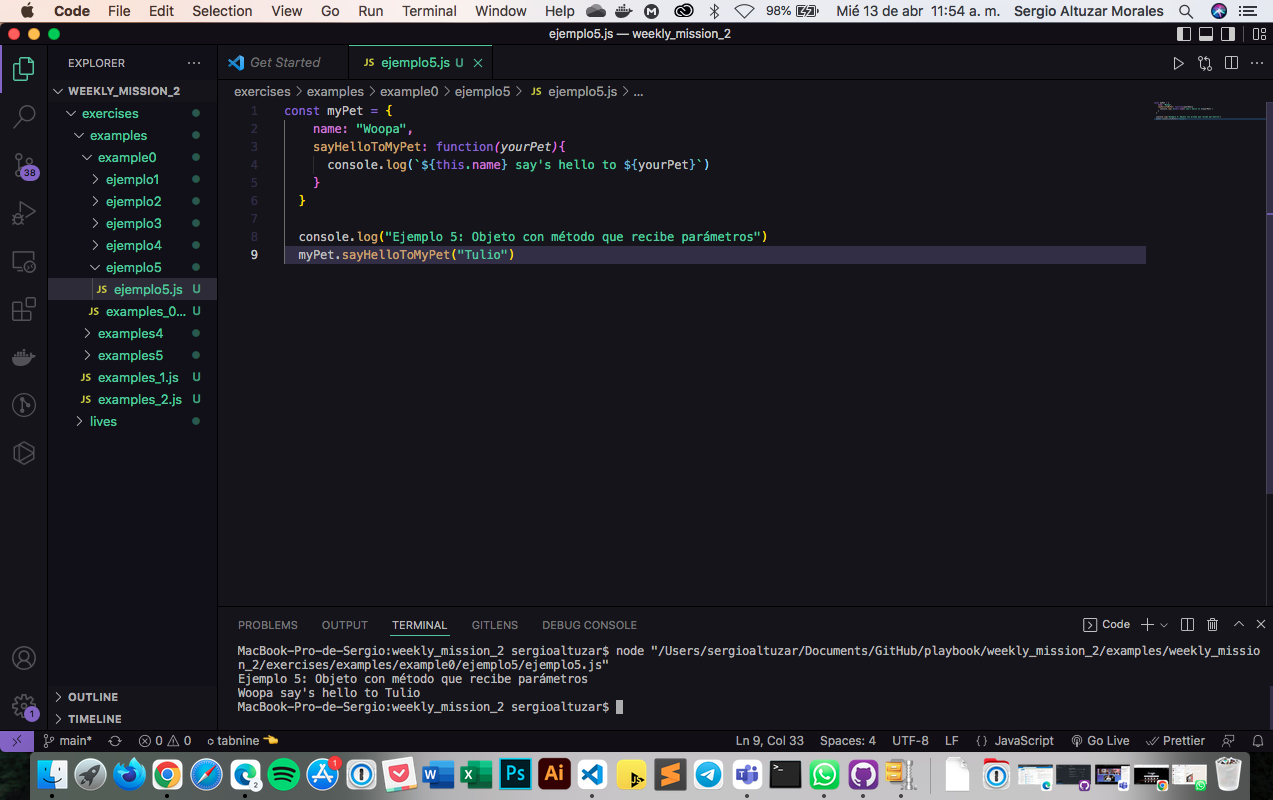 Code File Edit Selection View Go Run Terminal Window Help 98% Mié 13 de abr 11:54 a. m. Sergio Altuzar Morales
ejemplo5.js — weekly_mission_2
EXPLORER
Get Started
JS ejemplo5.js U
WEEKLY_MISSION_2
exercises
examples
example0
ejemplo1
ejemplo2
ejemplo3
ejemplo4
ejemplo5
JS ejemplo5.js U
JS examples_0... U
examples4
examples5
JS examples_1.js U
JS examples_2.js U
lives
38
1
OUTLINE
TIMELINE
exercises > examples > example0 > ejemplo5 > JS ejemplo5.js > ...
1 const myPet = {
2 name: "Woopa",
3 sayHelloToMyPet: function(yourPet){
4 console.log(`${this.name} say's hello to ${yourPet}`)
5 }
6 }
7
8 console.log("Ejemplo 5: Objeto con método que recibe parámetros")
9 myPet.sayHelloToMyPet("Tulio")
PROBLEMS OUTPUT TERMINAL GITLENS DEBUG CONSOLE
Code
MacBook-Pro-de-Sergio:weekly_mission_2 sergioaltuzar$ node "/Users/sergioaltuzar/Documents/GitHub/playbook/weekly_mission_2/examples/weekly_missio
n_2/exercises/examples/example0/ejemplo5/ejemplo5.js"
Ejemplo 5: Objeto con método que recibe parámetros
Woopa say's hello to Tulio
MacBook-Pro-de-Sergio:weekly_mission_2 sergioaltuzar$
main* 0 0 tabnine Ln 9, Col 33 Spaces: 4 UTF-8 LF {} JavaScript Go Live Prettier
2 1 W X Ps Ai